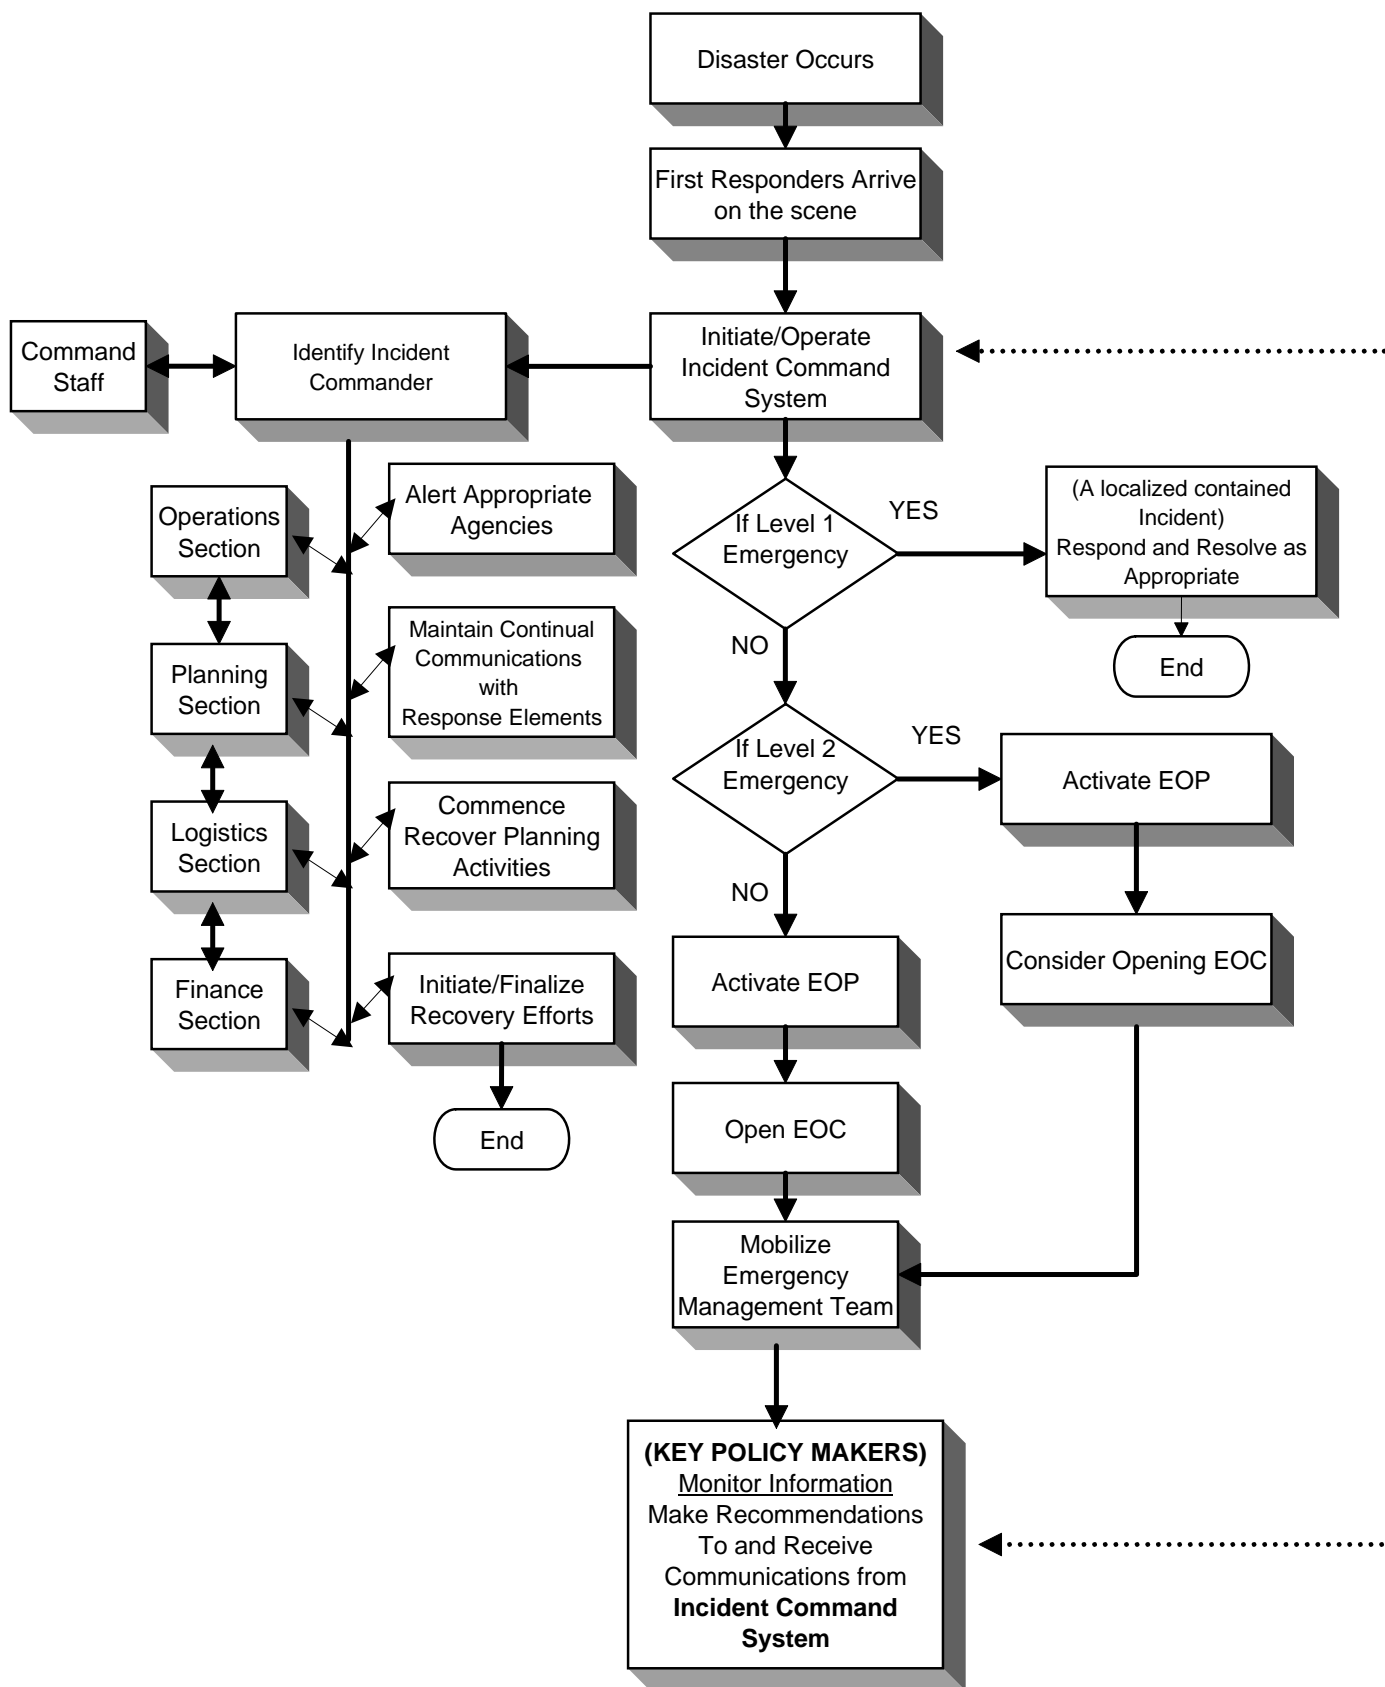 Disaster Occurs
First Responders Arrive
on the scene
Initiate/Operate
Incident Command
System
Identify Incident
Commander
Command
Staff
Operations
Section
Alert Appropriate
Agencies
If Level 1
Emergency
YES
(A localized contained
Incident)
Respond and Resolve as
Appropriate
NO
End
Planning
Section
Maintain Continual
Communications
with
Response Elements
If Level 2
Emergency
YES
Activate EOP
Logistics
Section
Commence
Recover Planning
Activities
NO
Consider Opening EOC
Finance
Section
Initiate/Finalize
Recovery Efforts
Activate EOP
End
Open EOC
Mobilize
Emergency
Management Team
(KEY POLICY MAKERS)
Monitor Information
Make Recommendations
To and Receive
Communications from
Incident Command
System